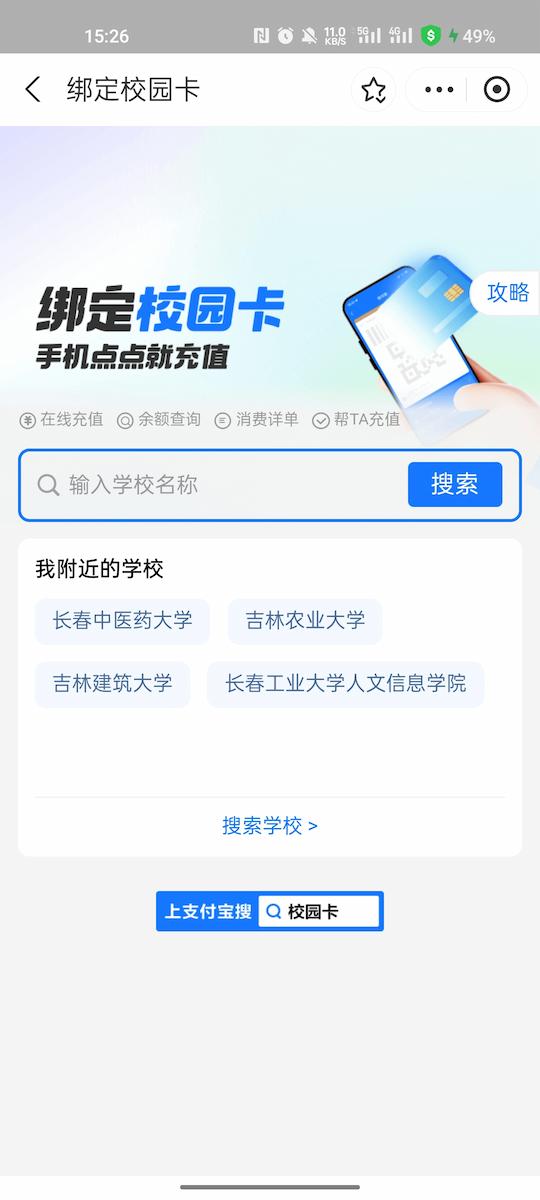 15:26 11.0 KB/S 5G 4G 49%
绑定校园卡
绑定校园卡
攻略
手机点点就充值
在线充值 余额查询 消费详单 帮TA充值
输入学校名称 搜索
我附近的学校
长春中医药大学 吉林农业大学
吉林建筑大学 长春工业大学人文信息学院
搜索学校 >
上支付宝搜 校园卡